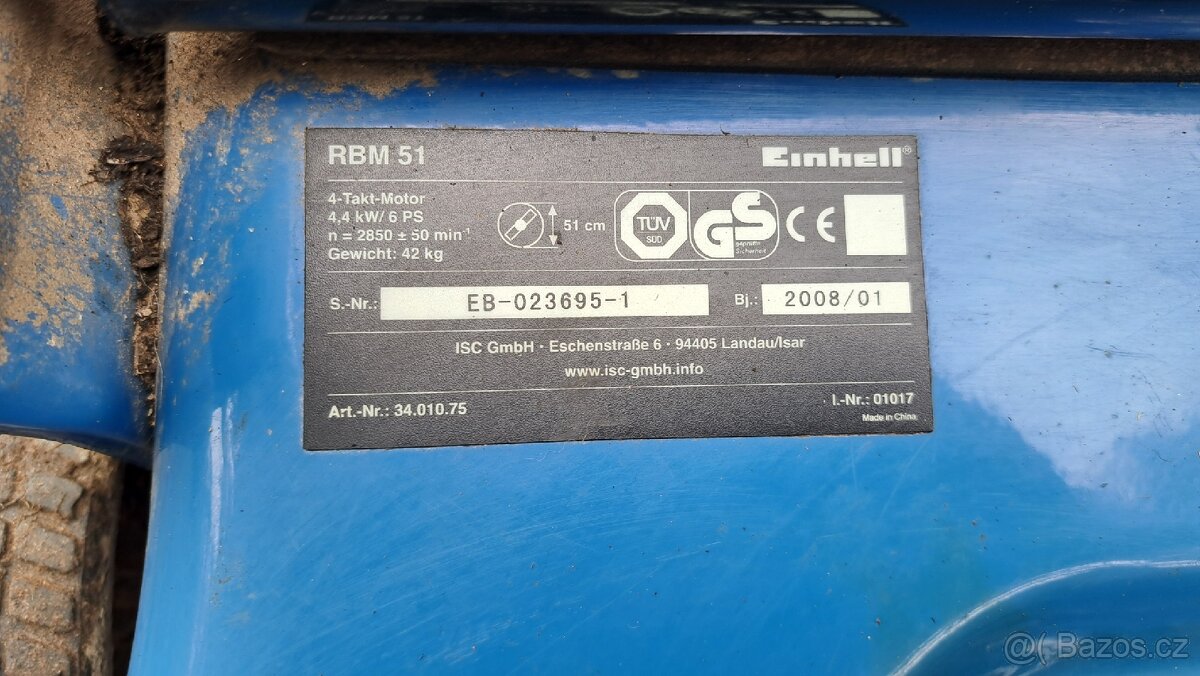 RBM 51
Einhell®
4-Takt-Motor
4,4 kW/ 6 PS
n = 2850 ± 50 min⁻¹
Gewicht: 42 kg
51 cm
TÜV
SÜD
GS
geprüfte
Sicherheit
CE
S.-Nr.: EB-023695-1
Bj.: 2008/01
ISC GmbH · Eschenstraße 6 · 94405 Landau/Isar
www.isc-gmbh.info
Art.-Nr.: 34.010.75
I.-Nr.: 01017
Made in China
@( Bazos.cz